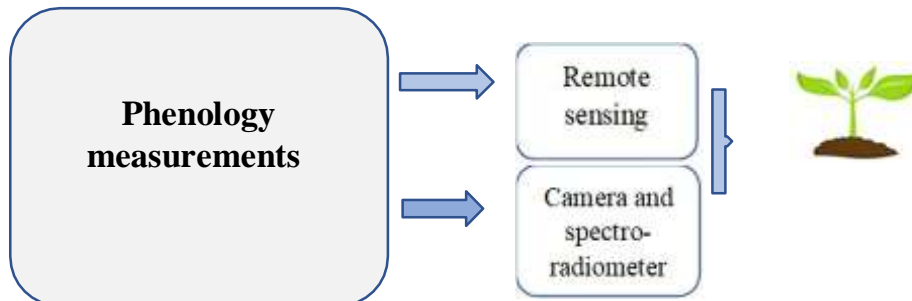 Phenology
measurements
Remote
sensing
Camera and
spectro-
radiometer